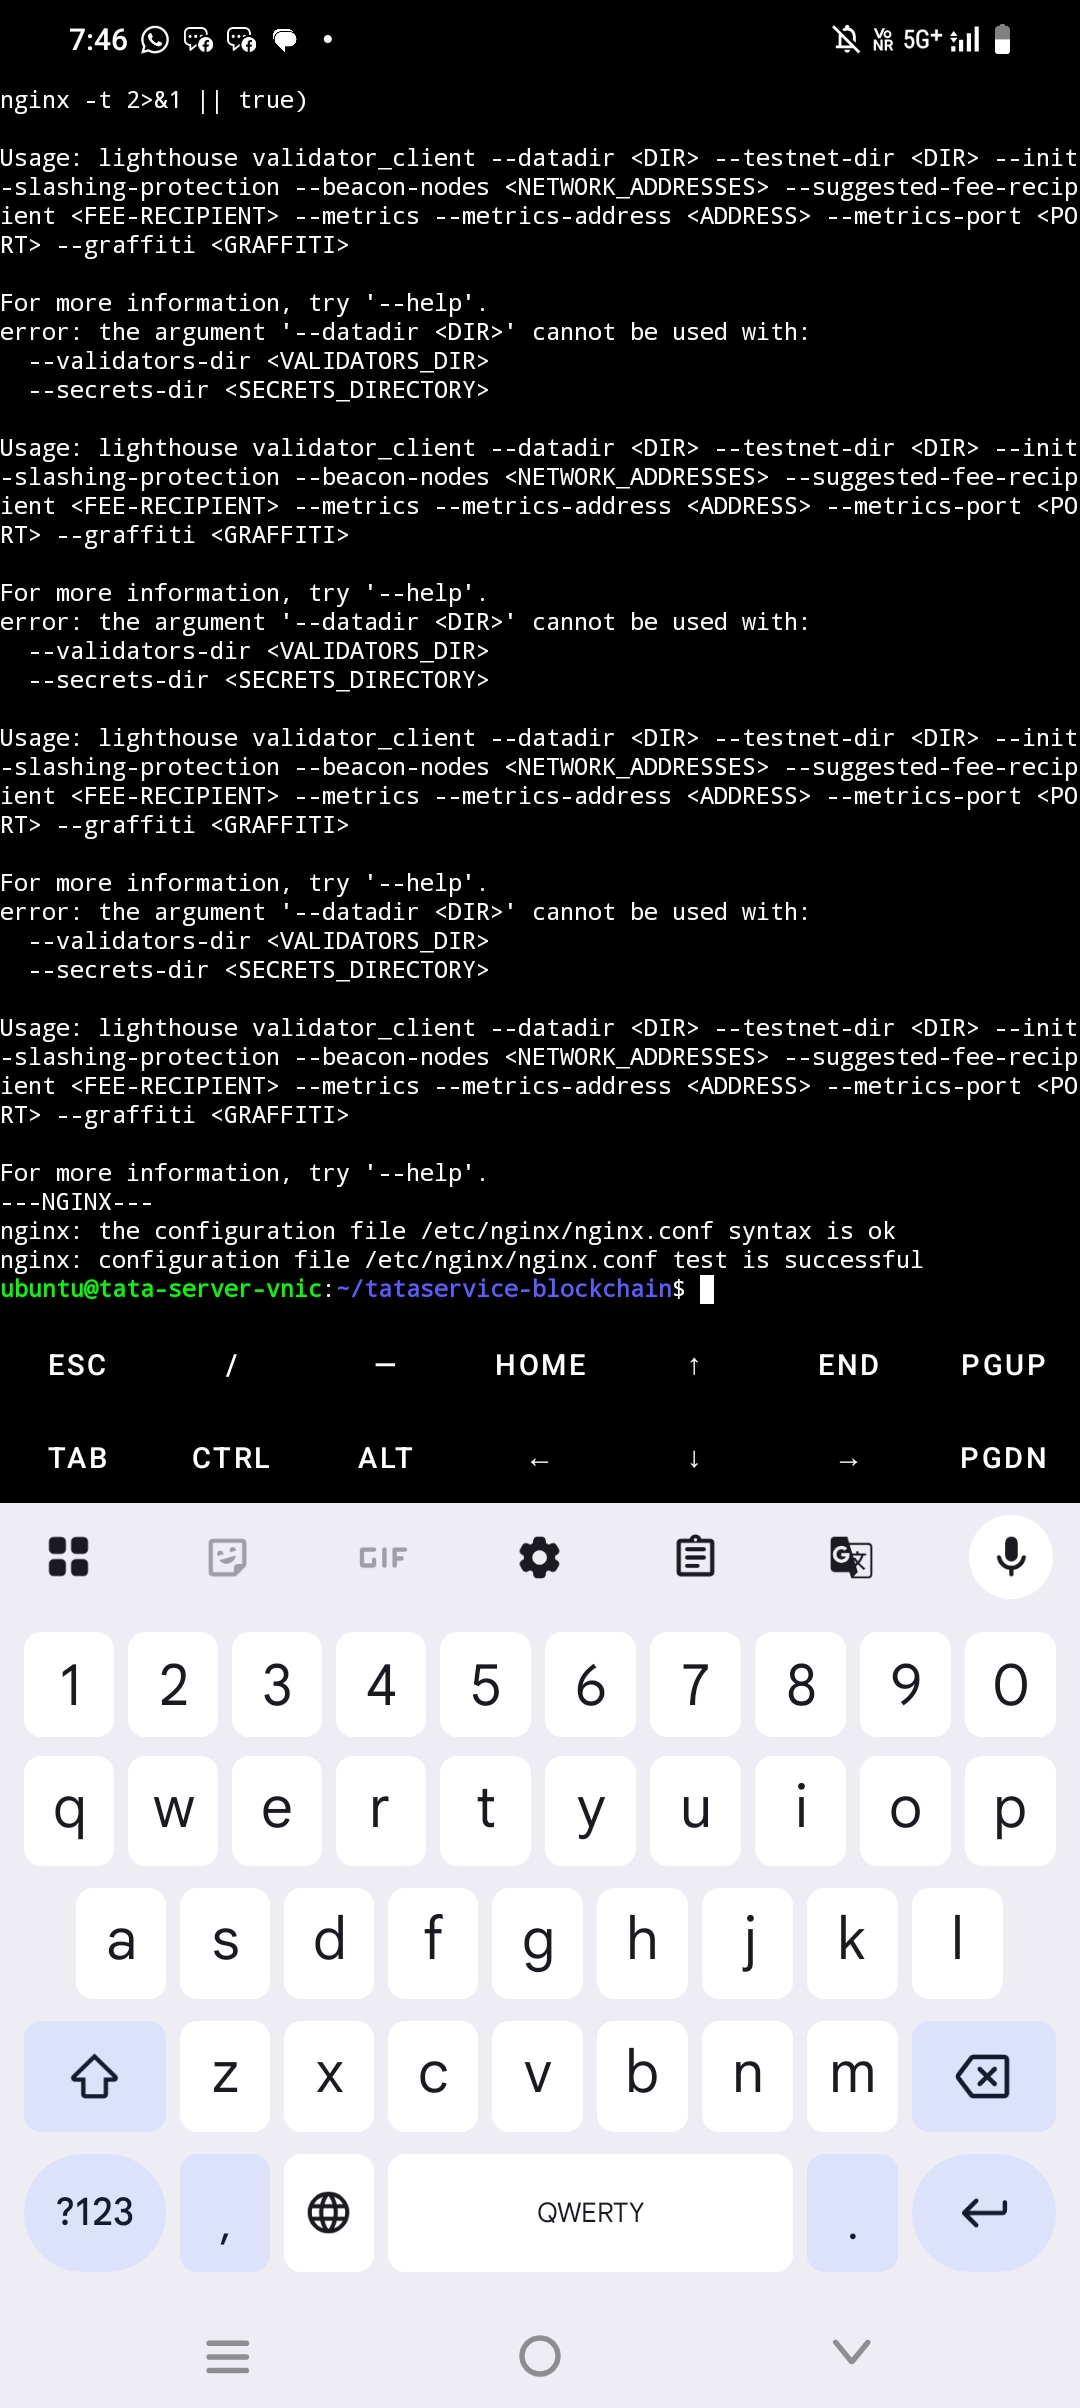 7:46
VO NR 5G+
nginx -t 2>&1 || true)
Usage: lighthouse validator_client --datadir <DIR> --testnet-dir <DIR> --init
-slashing-protection --beacon-nodes <NETWORK_ADDRESSES> --suggested-fee-recip
ient <FEE-RECIPIENT> --metrics --metrics-address <ADDRESS> --metrics-port <PO
RT> --graffiti <GRAFFITI>
For more information, try '--help'.
error: the argument '--datadir <DIR>' cannot be used with:
  --validators-dir <VALIDATORS_DIR>
  --secrets-dir <SECRETS_DIRECTORY>
Usage: lighthouse validator_client --datadir <DIR> --testnet-dir <DIR> --init
-slashing-protection --beacon-nodes <NETWORK_ADDRESSES> --suggested-fee-recip
ient <FEE-RECIPIENT> --metrics --metrics-address <ADDRESS> --metrics-port <PO
RT> --graffiti <GRAFFITI>
For more information, try '--help'.
error: the argument '--datadir <DIR>' cannot be used with:
  --validators-dir <VALIDATORS_DIR>
  --secrets-dir <SECRETS_DIRECTORY>
Usage: lighthouse validator_client --datadir <DIR> --testnet-dir <DIR> --init
-slashing-protection --beacon-nodes <NETWORK_ADDRESSES> --suggested-fee-recip
ient <FEE-RECIPIENT> --metrics --metrics-address <ADDRESS> --metrics-port <PO
RT> --graffiti <GRAFFITI>
For more information, try '--help'.
error: the argument '--datadir <DIR>' cannot be used with:
  --validators-dir <VALIDATORS_DIR>
  --secrets-dir <SECRETS_DIRECTORY>
Usage: lighthouse validator_client --datadir <DIR> --testnet-dir <DIR> --init
-slashing-protection --beacon-nodes <NETWORK_ADDRESSES> --suggested-fee-recip
ient <FEE-RECIPIENT> --metrics --metrics-address <ADDRESS> --metrics-port <PO
RT> --graffiti <GRAFFITI>
For more information, try '--help'.
---NGINX---
nginx: the configuration file /etc/nginx/nginx.conf syntax is ok
nginx: configuration file /etc/nginx/nginx.conf test is successful
ubuntu@tata-server-vnic:~/tataservice-blockchain$
ESC / — HOME ↑ END PGUP
TAB CTRL ALT ← ↓ → PGDN
GIF G文
1 2 3 4 5 6 7 8 9 0
q w e r t y u i o p
a s d f g h j k l
z x c v b n m
?123 , QWERTY .